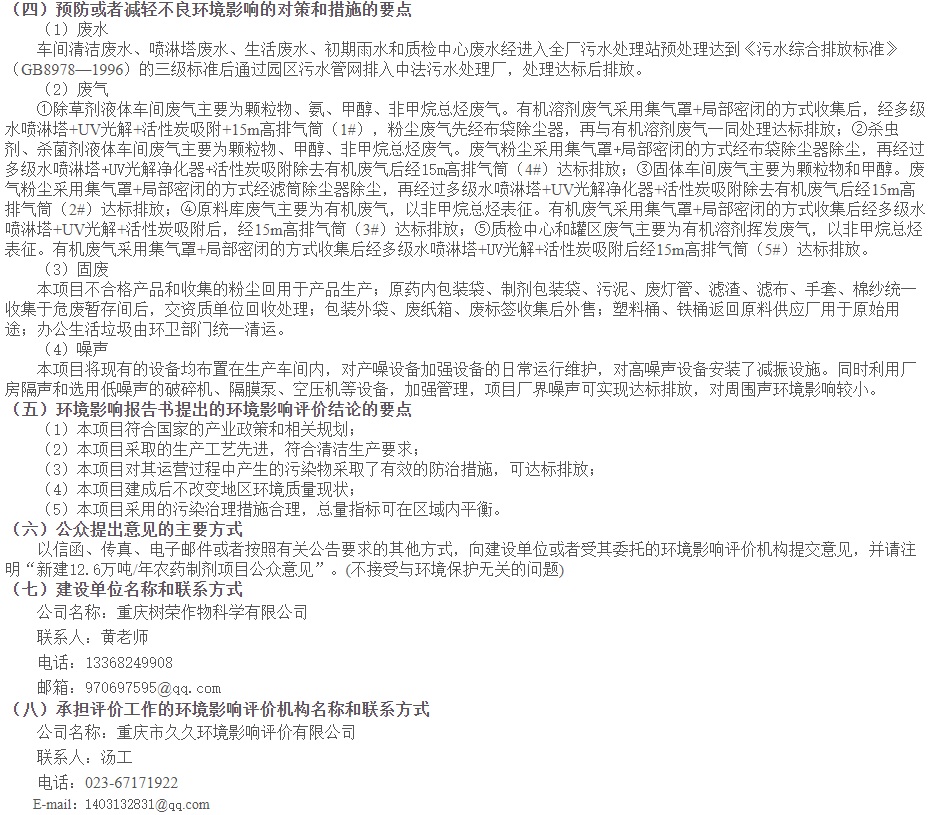 （四）预防或者减轻不良环境影响的对策和措施的要点
（1）废水
车间清洁废水、喷淋塔废水、生活废水、初期雨水和质检中心废水经进入全厂污水处理站预处理达到《污水综合排放标准》
（GB8978—1996）的三级标准后通过园区污水管网排入中法污水处理厂，处理达标后排放。
（2）废气
①除草剂液体车间废气主要为颗粒物、氨、甲醇、非甲烷总烃废气。有机溶剂废气采用集气罩+局部密闭的方式收集后，经多级
水喷淋塔+UV光解+活性炭吸附+15m高排气筒（1#），粉尘废气先经布袋除尘器，再与有机溶剂废气一同处理达标排放；②杀虫
剂、杀菌剂液体车间废气主要为颗粒物、甲醇、非甲烷总烃废气。废气粉尘采用集气罩+局部密闭的方式经布袋除尘器除尘，再经过
多级水喷淋塔+UV光解净化器+活性炭吸附除去有机废气后经15m高排气筒（4#）达标排放；③固体车间废气主要为颗粒物和甲醇。废
气粉尘采用集气罩+局部密闭的方式经滤筒除尘器除尘，再经过多级水喷淋塔+UV光解净化器+活性炭吸附除去有机废气后经15m高
排气筒（2#）达标排放；④原料库废气主要为有机废气，以非甲烷总烃表征。有机废气采用集气罩+局部密闭的方式收集后经多级水
喷淋塔+UV光解+活性炭吸附后，经15m高排气筒（3#）达标排放；⑤质检中心和罐区废气主要为有机溶剂挥发废气，以非甲烷总烃
表征。有机废气采用集气罩+局部密闭的方式收集后经多级水喷淋塔+UV光解+活性炭吸附后经15m高排气筒（5#）达标排放。
（3）固废
本项目不合格产品和收集的粉尘回用于产品生产；原药内包装袋、制剂包装袋、污泥、废灯管、滤渣、滤布、手套、棉纱统一
收集于危废暂存间后，交资质单位回收处理；包装外袋、废纸箱、废标签收集后外售；塑料桶、铁桶返回原料供应厂用于原始用
途；办公生活垃圾由环卫部门统一清运。
（4）噪声
本项目将现有的设备均布置在生产车间内，对产噪设备加强设备的日常运行维护，对高噪声设备安装了减振设施。同时利用厂
房隔声和选用低噪声的破碎机、隔膜泵、空压机等设备，加强管理，项目厂界噪声可实现达标排放，对周围声环境影响较小。
（五）环境影响报告书提出的环境影响评价结论的要点
（1）本项目符合国家的产业政策和相关规划；
（2）本项目采取的生产工艺先进，符合清洁生产要求；
（3）本项目对其运营过程中产生的污染物采取了有效的防治措施，可达标排放；
（4）本项目建成后不改变地区环境质量现状；
（5）本项目采用的污染治理措施合理，总量指标可在区域内平衡。
（六）公众提出意见的主要方式
以信函、传真、电子邮件或者按照有关公告要求的其他方式，向建设单位或者受其委托的环境影响评价机构提交意见，并请注
明“新建12.6万吨/年农药制剂项目公众意见”。(不接受与环境保护无关的问题)
（七）建设单位名称和联系方式
公司名称：重庆树荣作物科学有限公司
联系人：黄老师
电话：13368249908
邮箱：970697595@qq.com
（八）承担评价工作的环境影响评价机构名称和联系方式
公司名称：重庆市久久环境影响评价有限公司
联系人：汤工
电话：023-67171922
E-mail：1403132831@qq.com